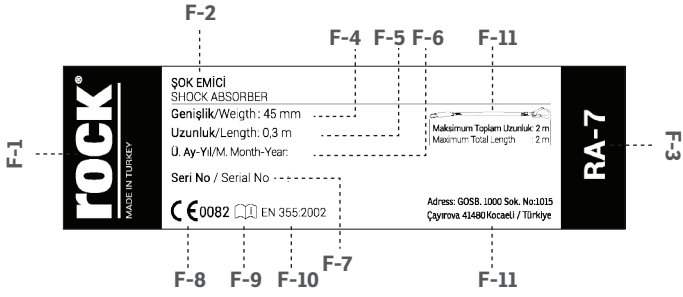 F-2
F-4 F-5 F-6 F-11
F-1
rock®
MADE IN TURKEY
ŞOK EMİCİ
SHOCK ABSORBER
Genişlik/Weigth : 45 mm
Uzunluk/Length: 0,3 m
Ü. Ay-Yıl/M. Month-Year:
Seri No / Serial No
Maksimum Toplam Uzunluk: 2 m
Maximum Total Length : 2 m
RA-7
F-3
CE 0082 EN 355:2002
Adress: GOSB. 1000 Sok. No:1015
Çayırova 41480 Kocaeli / Türkiye
F-7
F-8 F-9 F-10 F-11